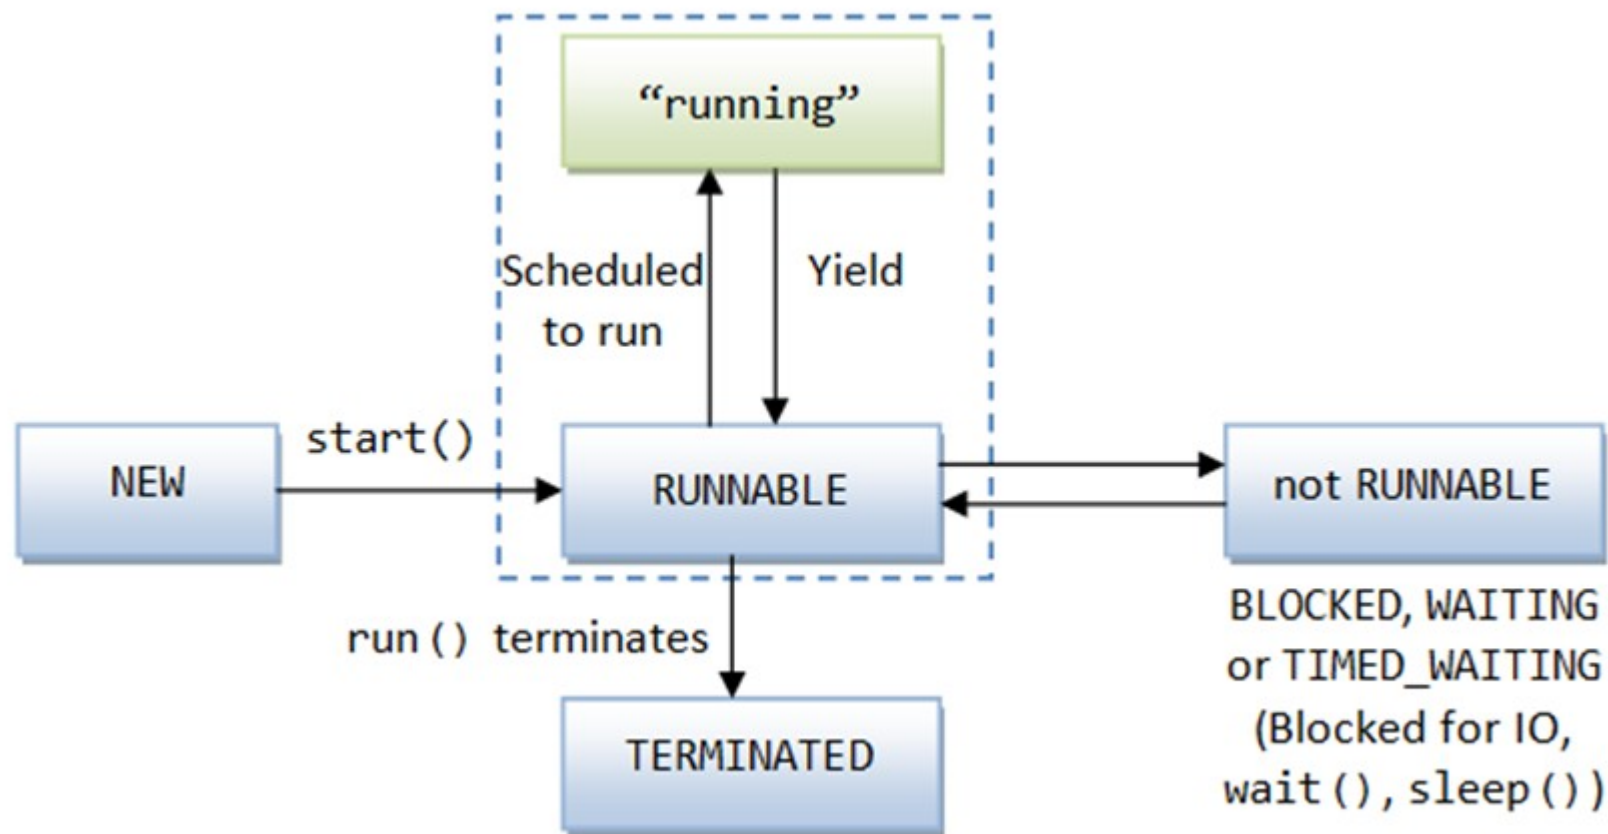 “running”
Scheduled
to run
Yield
NEW
start()
RUNNABLE
not RUNNABLE
run() terminates
TERMINATED
BLOCKED, WAITING
or TIMED_WAITING
(Blocked for IO,
wait(), sleep())